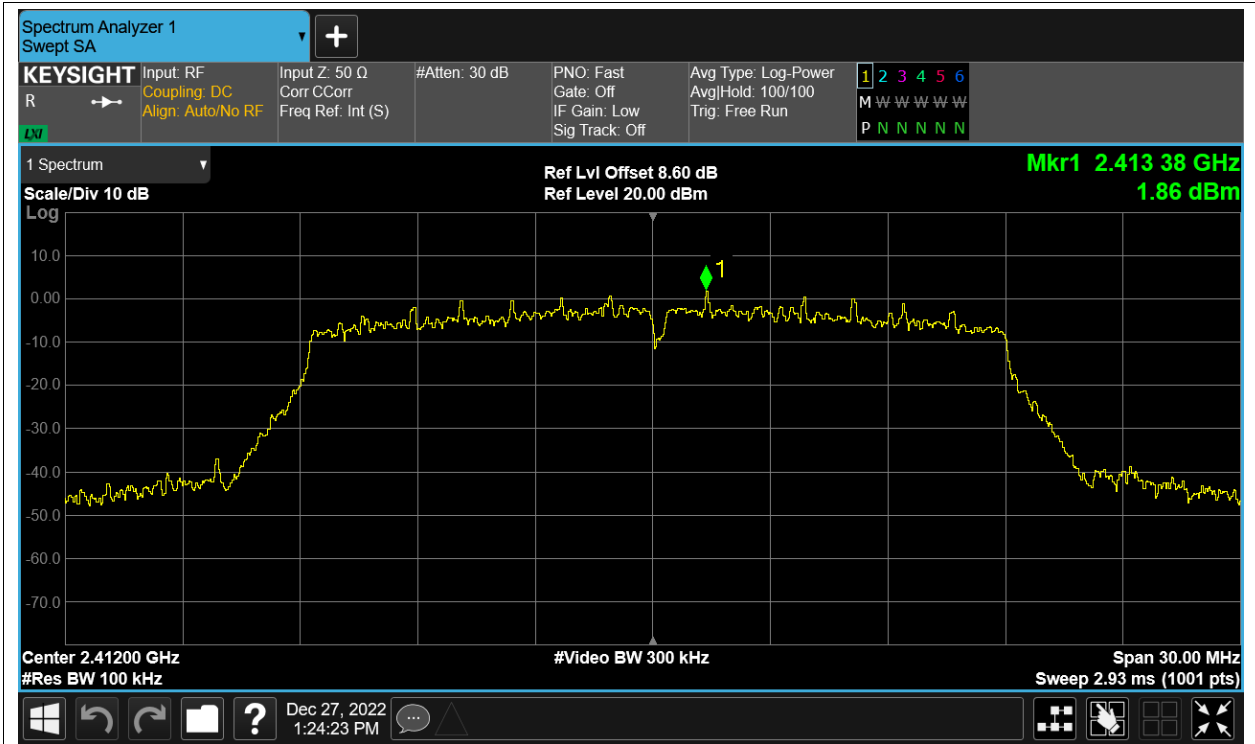 Spectrum Analyzer 1
Swept SA
KEYSIGHT
R
LXI
Input: RF
Coupling: DC
Align: Auto/No RF
Input Z: 50 Ω
Corr CCorr
Freq Ref: Int (S)
#Atten: 30 dB
PNO: Fast
Gate: Off
IF Gain: Low
Sig Track: Off
Avg Type: Log-Power
Avg|Hold: 100/100
Trig: Free Run
1 2 3 4 5 6
M W W W W W W
P N N N N N N
1 Spectrum
Scale/Div 10 dB
Log
Ref Lvl Offset 8.60 dB
Ref Level 20.00 dBm
Mkr1 2.413 38 GHz
1.86 dBm
1
10.0
0.00
-10.0
-20.0
-30.0
-40.0
-50.0
-60.0
-70.0
Center 2.41200 GHz
#Res BW 100 kHz
#Video BW 300 kHz
Span 30.00 MHz
Sweep 2.93 ms (1001 pts)
?
Dec 27, 2022
1:24:23 PM